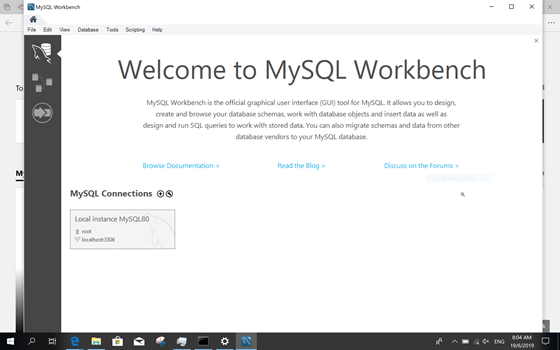 MySQL Workbench
File Edit View Database Tools Scripting Help
Welcome to MySQL Workbench
MySQL Workbench is the official graphical user interface (GUI) tool for MySQL. It allows you to design,
create and browse your database schemas, work with database objects and insert data as well as
design and run SQL queries to work with stored data. You can also migrate schemas and data from other
database vendors to your MySQL database.
Browse Documentation >
Read the Blog >
Discuss on the Forums >
MySQL Connections
Local instance MySQL80
root
localhost:3306
ENG
8:04 AM
19/6/2019